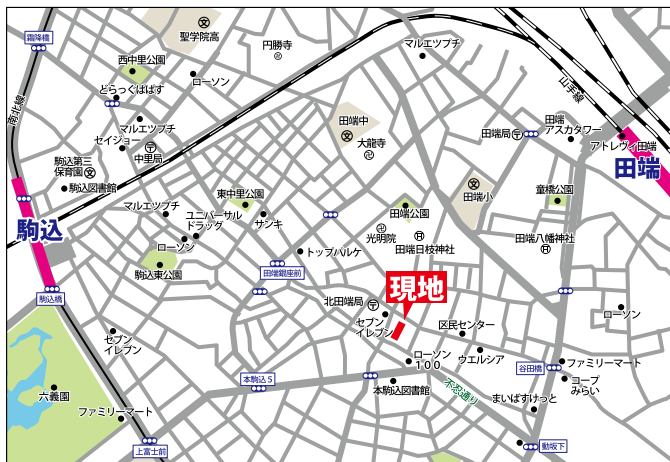 霜降橋
聖学院高
円勝寺
マルエツプチ
西中里公園
ローソン
どらっぐぱぱす
南北線
山手線
マルエツプチ
セイジョー
中里局
田端中
大龍寺
田端局
田端
アスカタワー
アトレヴィ田端
田端
駒込第三
保育園
駒込図書館
東中里公園
田端小
童橋公園
マルエツプチ
ユニバーサル
ドラッグ
サンキ
田端公園
駒込
ローソン
光明院
田端日枝神社
田端八幡神社
トップパルケ
駒込東公園
田端銀座前
現地
駒込橋
北田端局
セブン
イレブン
区民センター
ローソン
セブン
イレブン
ウエルシア
ローソン
100
谷田橋
ファミリーマート
コープ
みらい
本駒込5
本駒込図書館
不忍通り
まいばすけっと
六義園
ファミリーマート
上富士前
動坂下